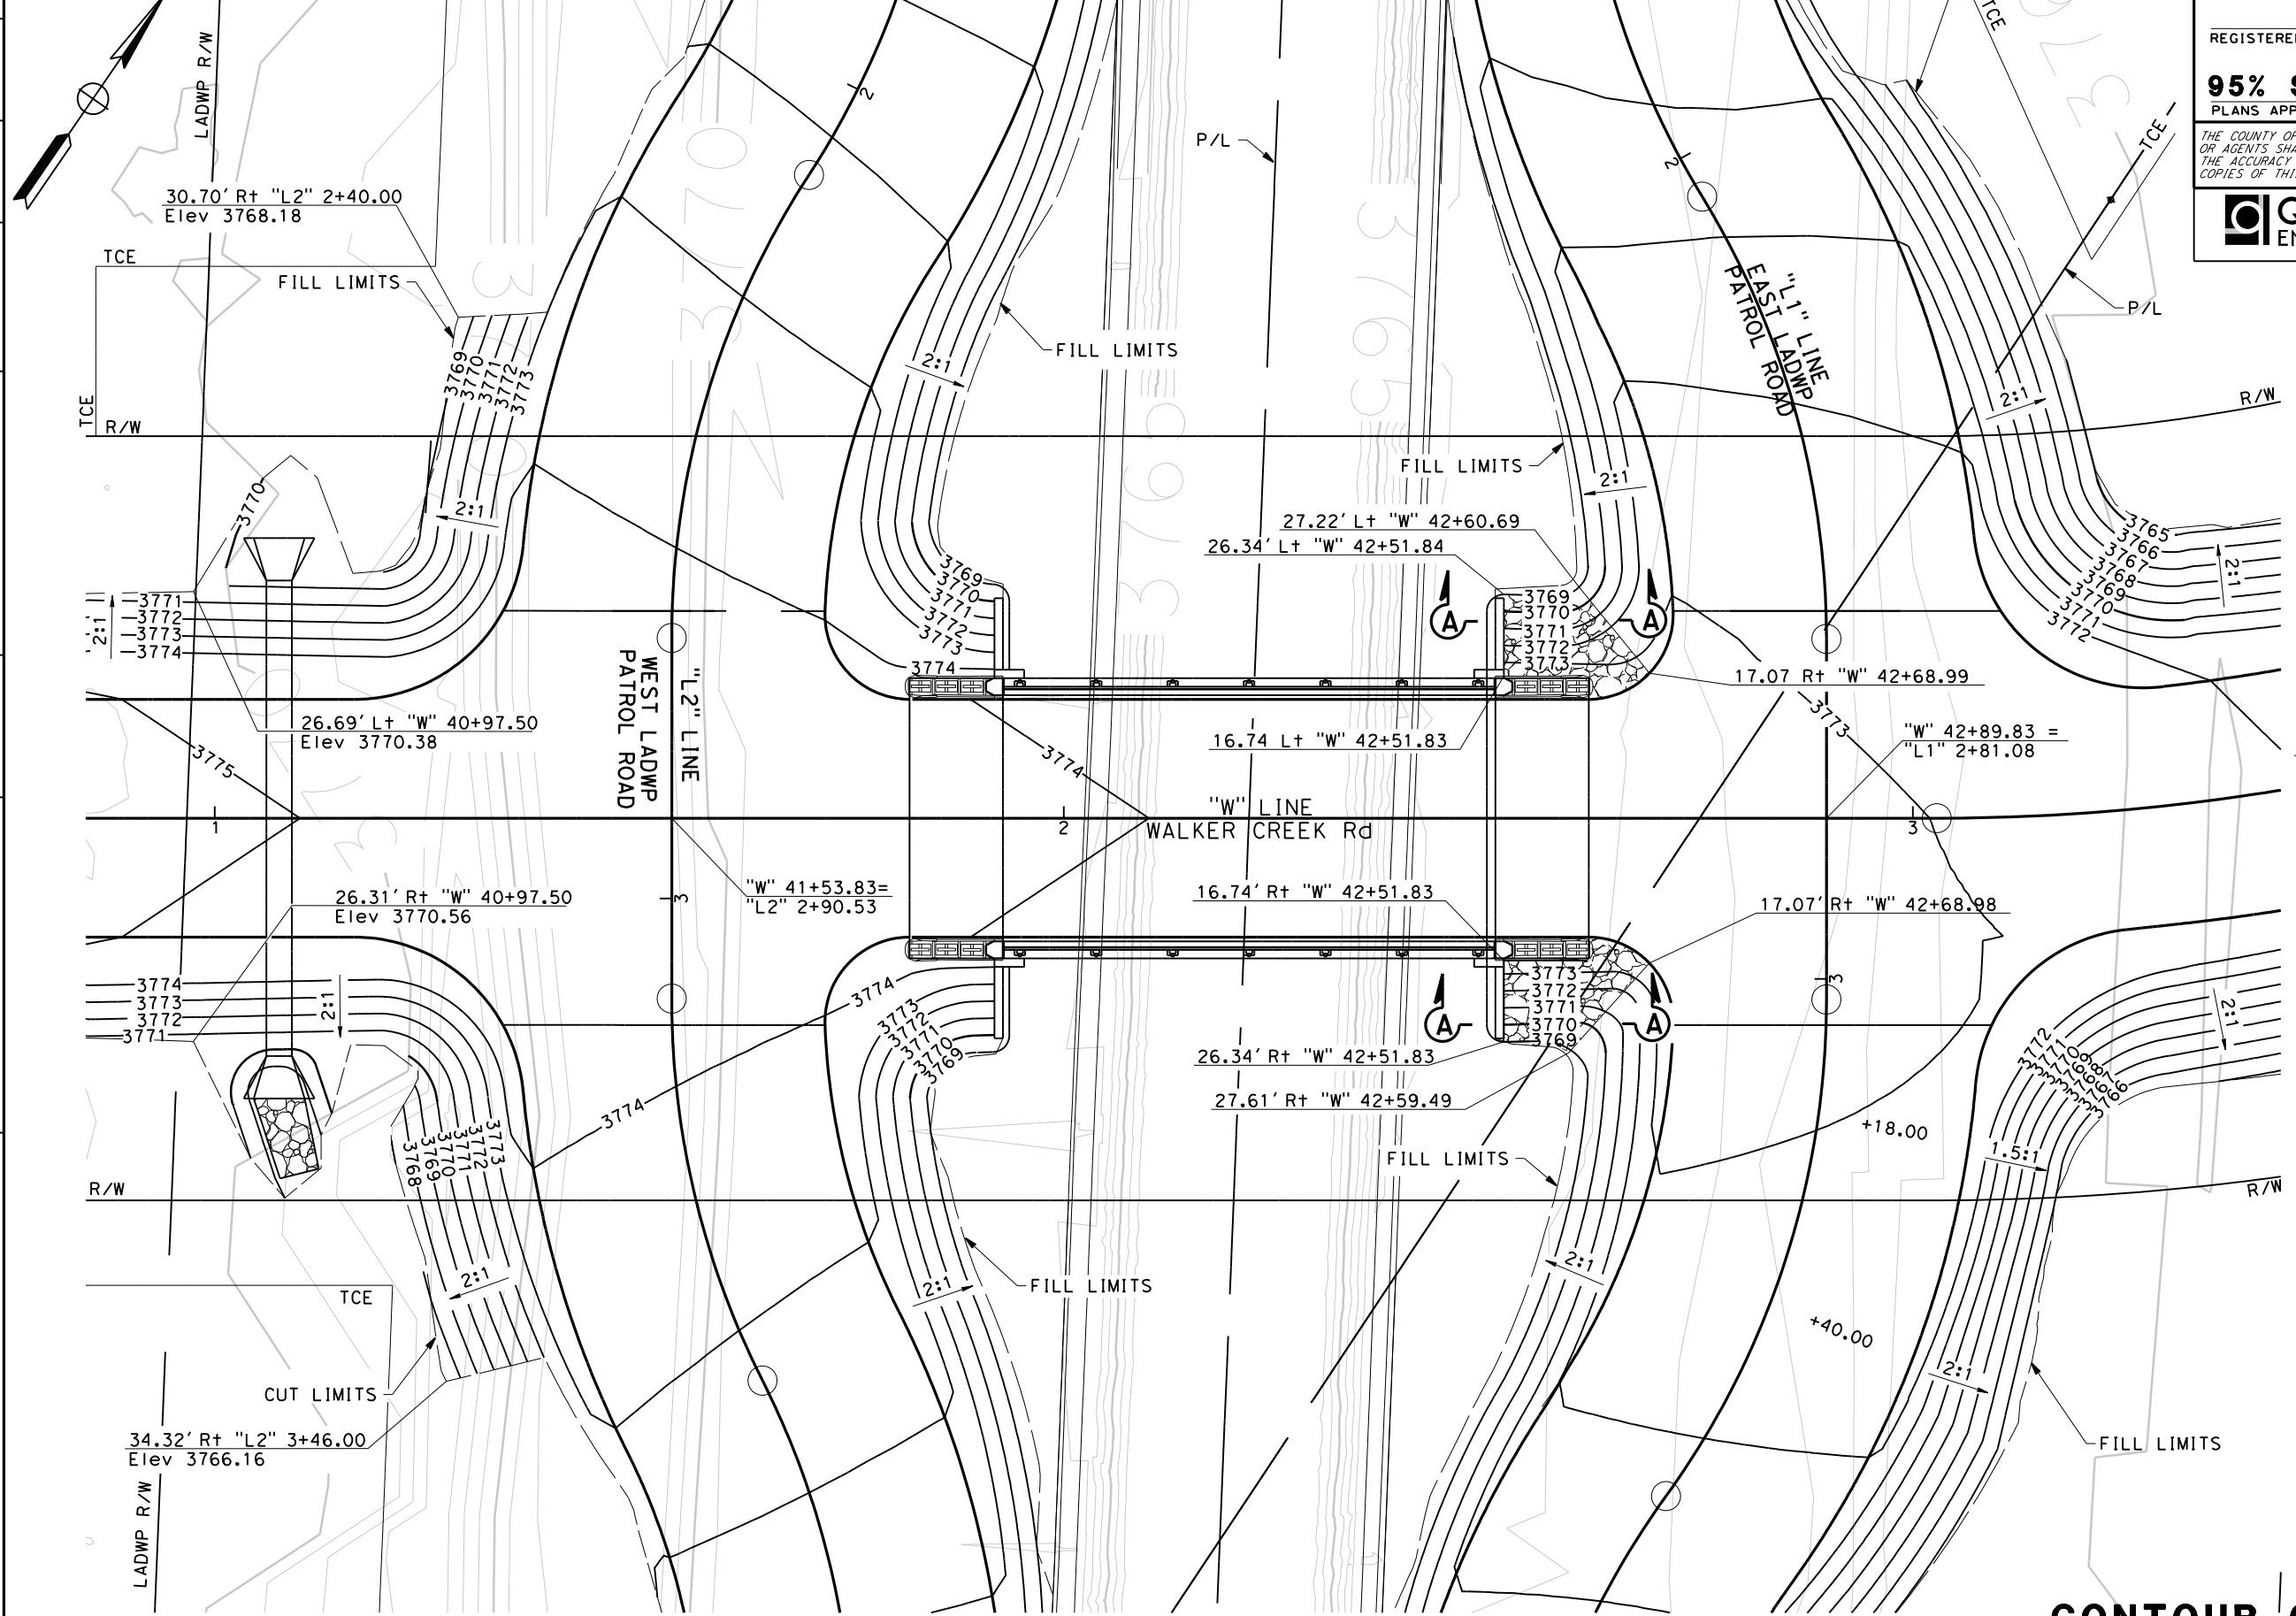 REGISTERE
95% S
PLANS APP
THE COUNTY OF
OR AGENTS SHA
THE ACCURACY
COPIES OF THI
Q
EN
TCE
TCE
LADWP R/W
2
2
P/L
30.70' Rt "L2" 2+40.00
Elev 3768.18
TCE
FILL LIMITS
TCE
R/W
3769
3770
3771
3772
3773
2:1
FILL LIMITS
"L1" LINE
EAST LADWP
PATROL ROAD
P/L
2:1
R/W
FILL LIMITS
2:1
3770
2:1
27.22' Lt "W" 42+60.69
26.34' Lt "W" 42+51.84
3765
3766
3767
3768
3769
3770
3771
3772
2:1
3769
3770
3771
3772
3773
3774
3769
3770
3771
3772
3773
A
A
2:1
3771
3772
3773
3774
17.07 Rt "W" 42+68.99
"L2" LINE
WEST LADWP
PATROL ROAD
26.69' Lt "W" 40+97.50
Elev 3770.38
3775
3774
16.74 Lt "W" 42+51.83
3773
"W" 42+89.83 =
"L1" 2+81.08
1
2
"W" LINE
WALKER CREEK Rd
3
26.31' Rt "W" 40+97.50
Elev 3770.56
"W" 41+53.83=
"L2" 2+90.53
3
16.74' Rt "W" 42+51.83
17.07' Rt "W" 42+68.98
3
3774
3773
3772
3771
2:1
3774
3773
3772
3771
3770
3769
3773
3772
3771
3770
3769
A
A
26.34' Rt "W" 42+51.83
27.61' Rt "W" 42+59.49
3774
2:1
3772
3771
+18.00
1.5:1
FILL LIMITS
3768
3769
3770
3771
3772
3773
R/W
R/W
2:1
TCE
2:1
FILL LIMITS
2:1
+40.00
2:1
CUT LIMITS
34.32' Rt "L2" 3+46.00
Elev 3766.16
LADWP R/W
FILL LIMITS
CONTOUR